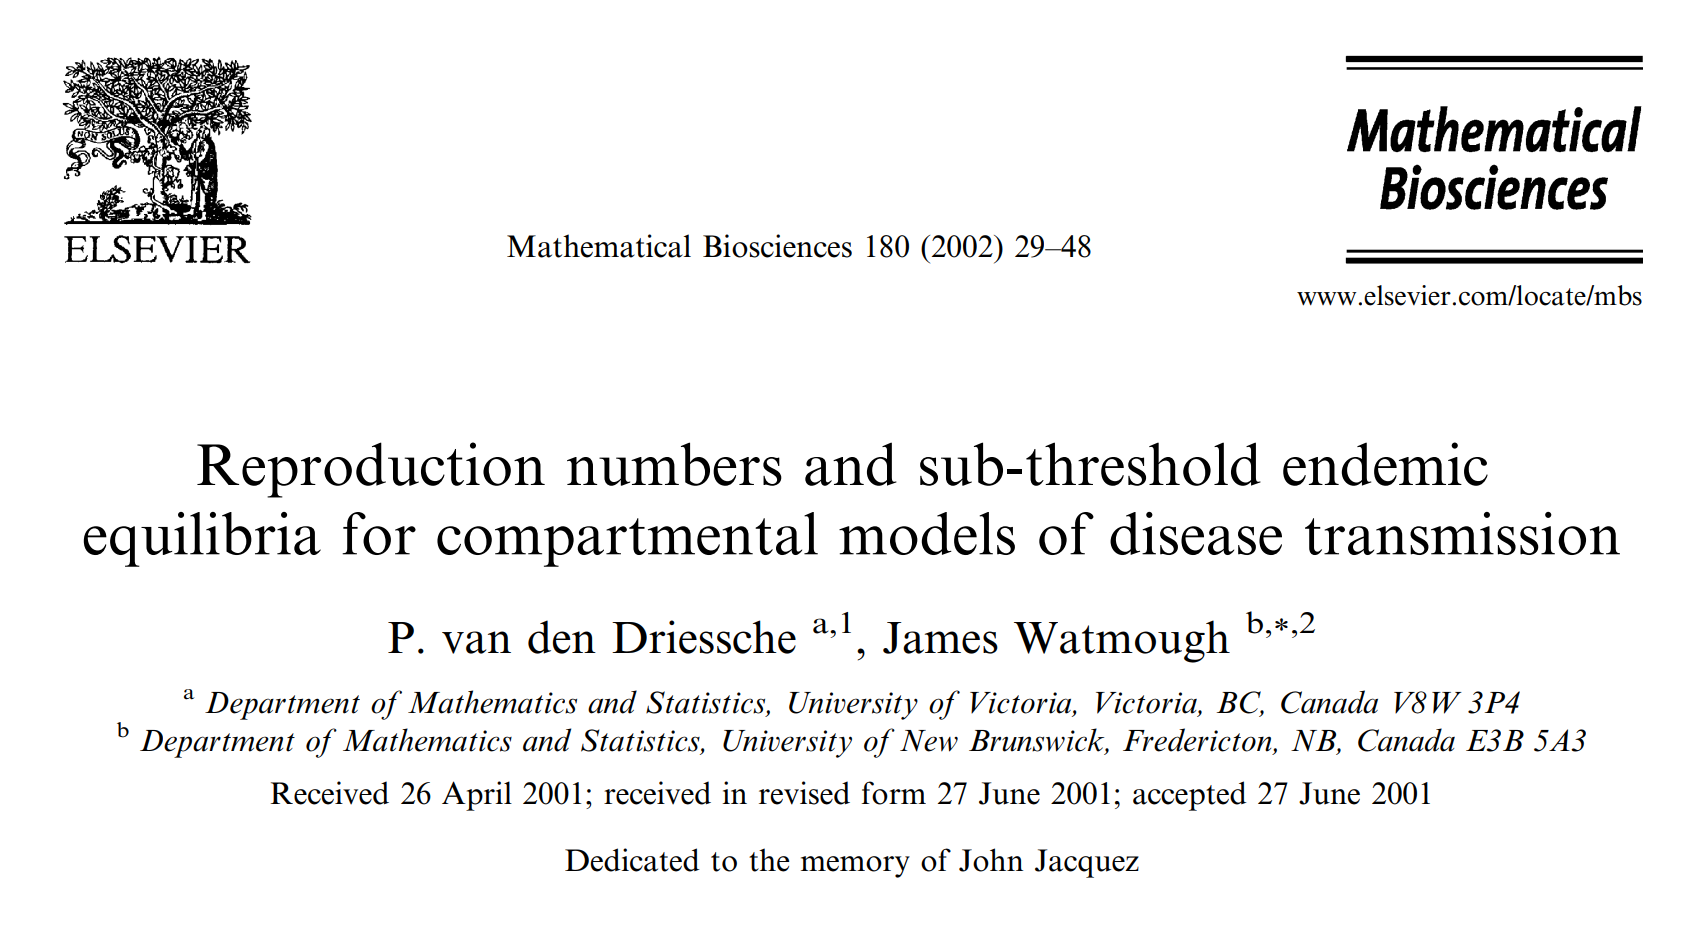 NON SOLUS
ELSEVIER
Mathematical Biosciences 180 (2002) 29–48
Mathematical
Biosciences
www.elsevier.com/locate/mbs
Reproduction numbers and sub-threshold endemic
equilibria for compartmental models of disease transmission
P. van den Driessche a,1, James Watmough b,*,2
a Department of Mathematics and Statistics, University of Victoria, Victoria, BC, Canada V8W 3P4
b Department of Mathematics and Statistics, University of New Brunswick, Fredericton, NB, Canada E3B 5A3
Received 26 April 2001; received in revised form 27 June 2001; accepted 27 June 2001
Dedicated to the memory of John Jacquez